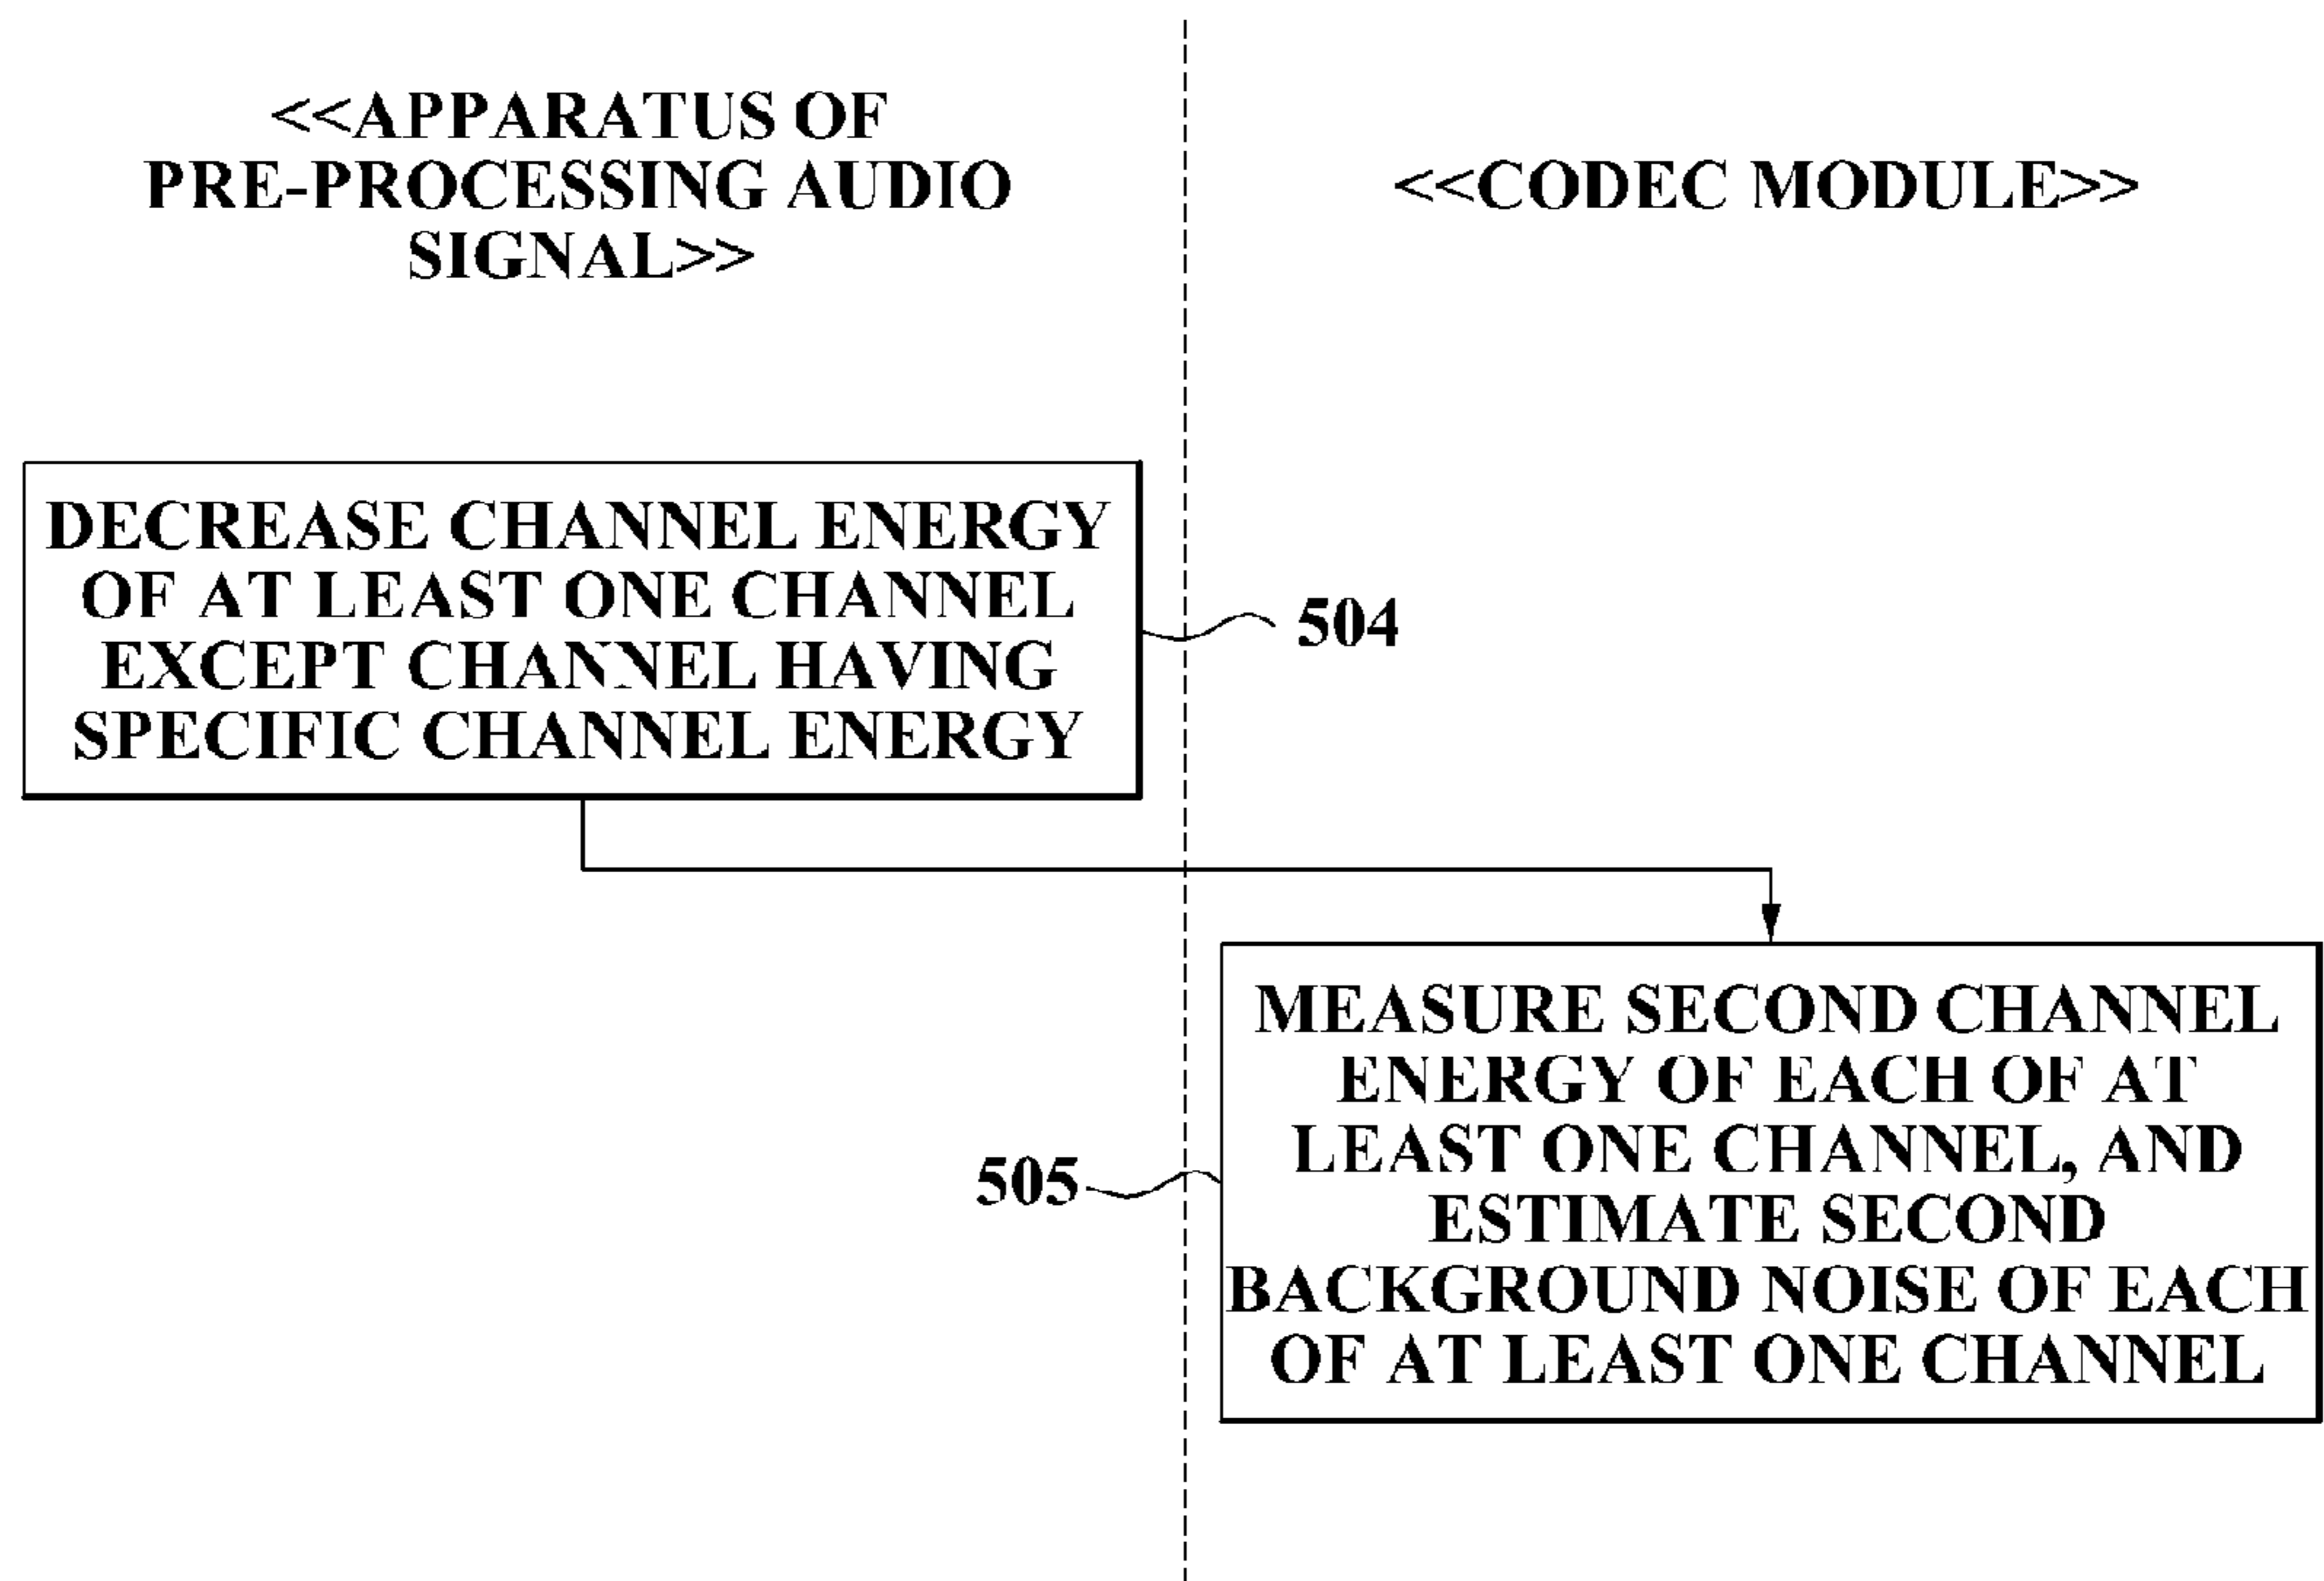 <<APPARATUS OF
PRE-PROCESSING AUDIO
SIGNAL>>
<<CODEC MODULE>>
DECREASE CHANNEL ENERGY
OF AT LEAST ONE CHANNEL
EXCEPT CHANNEL HAVING
SPECIFIC CHANNEL ENERGY
504
MEASURE SECOND CHANNEL
ENERGY OF EACH OF AT
LEAST ONE CHANNEL, AND
ESTIMATE SECOND
BACKGROUND NOISE OF EACH
OF AT LEAST ONE CHANNEL
505